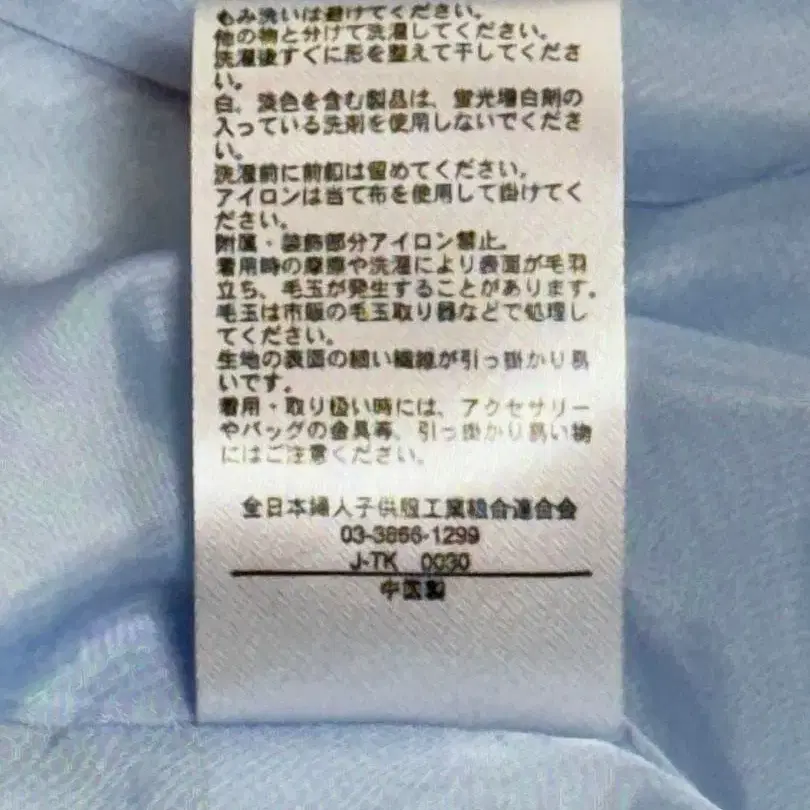 もみ洗いは避けてください。
他の物と分けて洗濯してください。
洗濯後すぐに形を整えて干してくださ
い。
白、淡色を含む製品は、蛍光増白剤の
入っている洗剤を使用しないでくださ
い。
洗濯前に前釦は留めてください。
アイロンは当て布を使用して掛けてく
ださい。
附属・装飾部分アイロン禁止。
着用時の摩擦や洗濯により表面が毛羽
立ち、毛玉が発生することがあります。
毛玉は市販の毛玉取り器などで処理し
てください。
生地の表面の細い繊維が引っ掛かり易
いです。
着用・取り扱い時には、アクセサリー
やバッグの金具等、引っ掛かり易い物
にはご注意ください。
全日本婦人子供服工業組合連合会
03-3866-1299
J-TK 0030
中国製